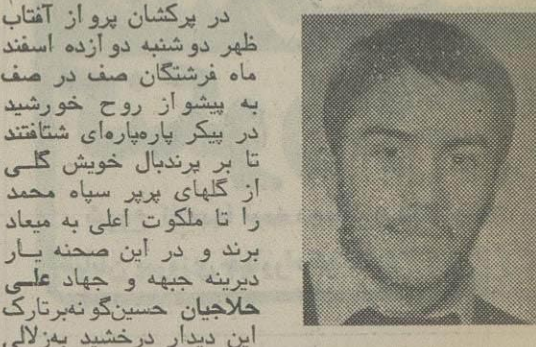 در پرکشان پرواز آفتاب
ظهر دوشنبه دوازده اسفند
ماه فرشتگان صف در صف
به پیشواز روح خورشید
در پیکر پاره‌پاره‌ای شتافتند
تا بر پرندبال خویش گلی
از گلهای پرپر سپاه محمد
را تا ملکوت اعلی به میعاد
برند و در این صحنه یار
دیرینه جبهه و جهاد علی
حلاجیان حسین‌گونه‌برتارک
این دیدار درخشید به‌زلالی